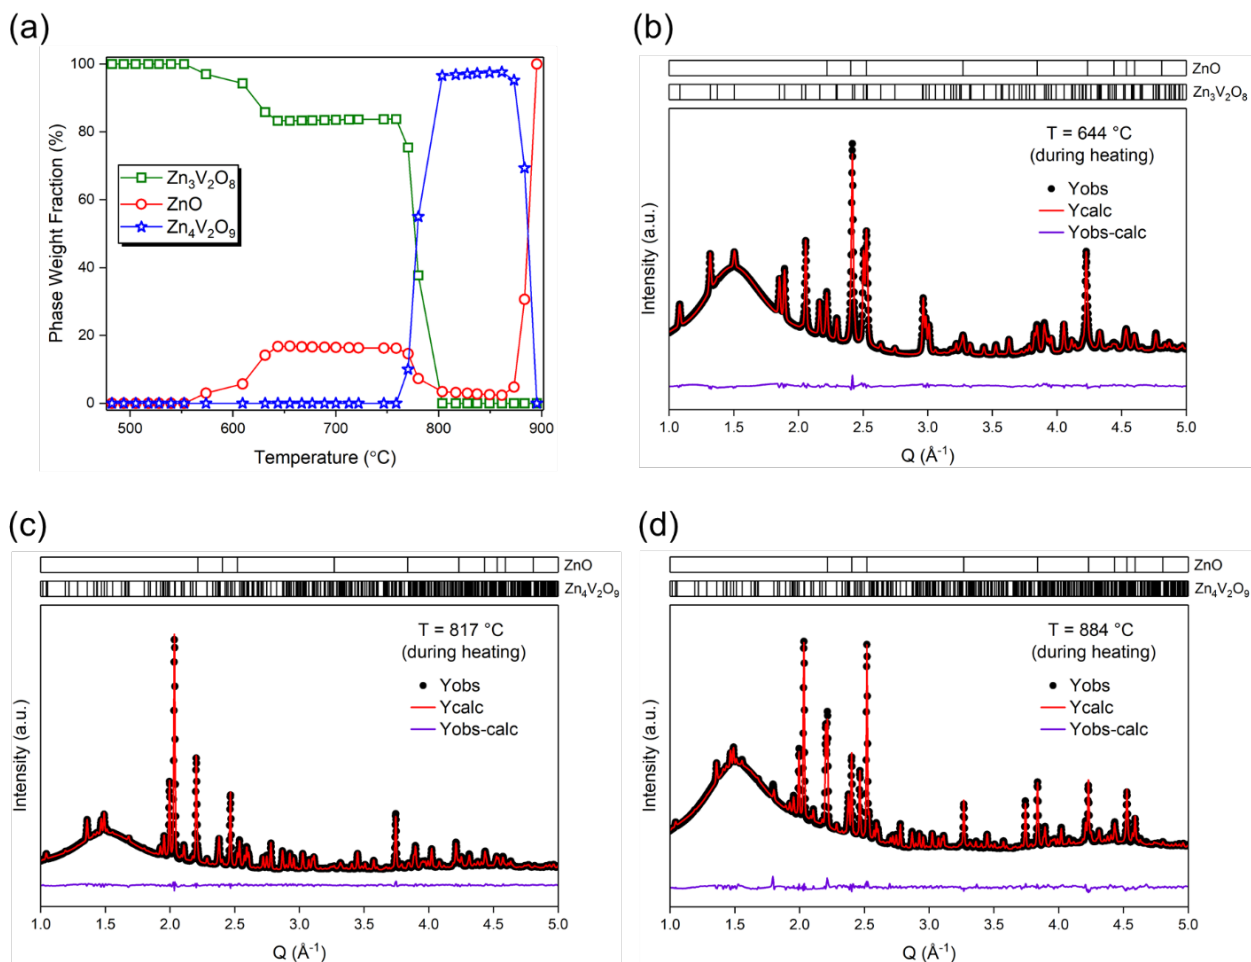 (a)
100
80
60
40
20
0
Phase Weight Fraction (%)
Zn₃V₂O₈
ZnO
Zn₄V₂O₉
500 600 700 800 900
Temperature (°C)
(b)
ZnO
Zn₃V₂O₈
T = 644 °C
(during heating)
Yobs
Ycalc
Yobs-calc
Intensity (a.u.)
1.0 1.5 2.0 2.5 3.0 3.5 4.0 4.5 5.0
Q (Å⁻¹)
(c)
ZnO
Zn₄V₂O₉
T = 817 °C
(during heating)
Yobs
Ycalc
Yobs-calc
Intensity (a.u.)
1.0 1.5 2.0 2.5 3.0 3.5 4.0 4.5 5.0
Q (Å⁻¹)
(d)
ZnO
Zn₄V₂O₉
T = 884 °C
(during heating)
Yobs
Ycalc
Yobs-calc
Intensity (a.u.)
1.0 1.5 2.0 2.5 3.0 3.5 4.0 4.5 5.0
Q (Å⁻¹)